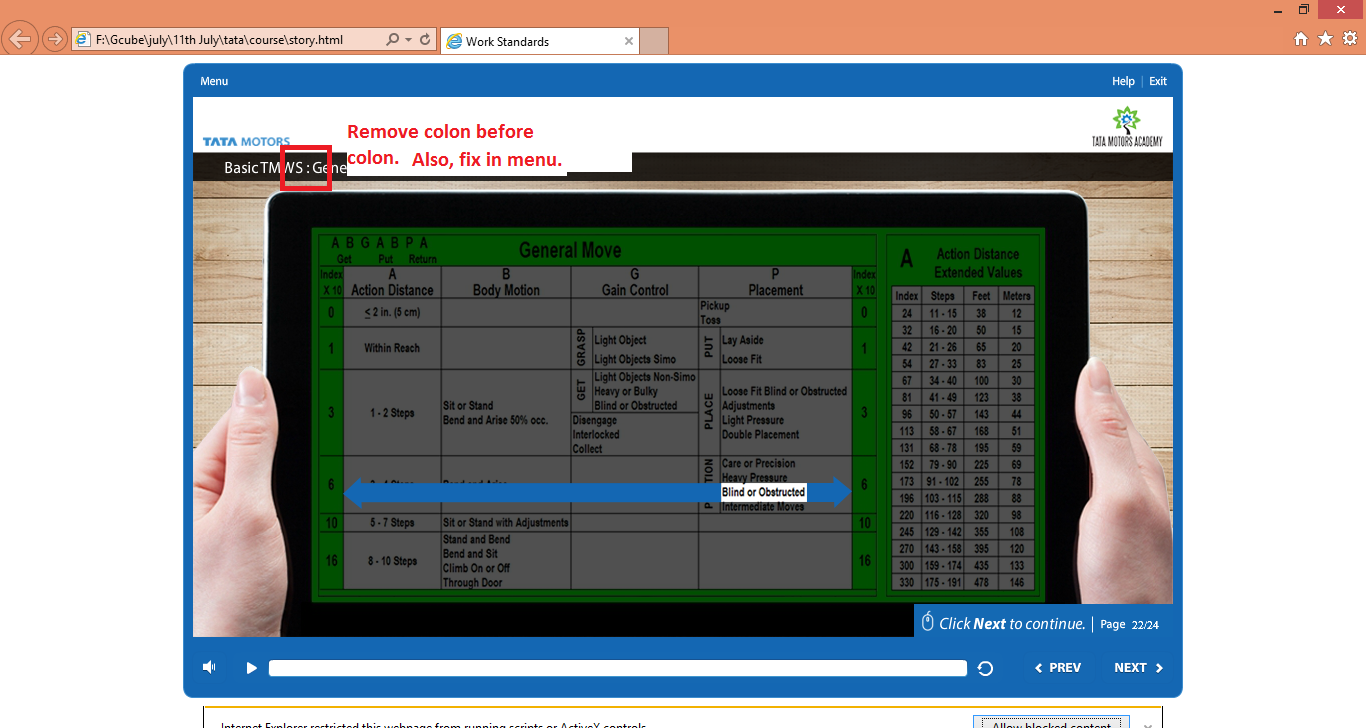 F:\Gcube\july\11th July\tata\course\story.html
Work Standards
Menu
Help | Exit
TATA MOTORS
TATA MOTORS ACADEMY
Remove colon before
colon. Also, fix in menu.
Basic TMWS : Gene
A B G A B P A
Get Put Return
General Move
Index X 10
A Action Distance
B Body Motion
G Gain Control
P Placement
Index X 10
0 ≤ 2 in. (5 cm) Pickup 0
Toss
1 Within Reach GRASP Light Object PUT Lay Aside 1
Light Objects Simo Loose Fit
3 1 - 2 Steps Sit or Stand GET Light Objects Non-Simo PLACE Loose Fit Blind or Obstructed 3
Bend and Arise 50% occ. Heavy or Bulky Adjustments
Blind or Obstructed Light Pressure
Disengage Double Placement
Interlocked
Collect
6 Care or Precision 6
Heavy Pressure
Blind or Obstructed
Intermediate Moves
10 5 - 7 Steps Sit or Stand with Adjustments 10
16 8 - 10 Steps Stand and Bend 16
Bend and Sit
Climb On or Off
Through Door
A Action Distance
Extended Values
Index Steps Feet Meters
24 11 - 15 38 12
32 16 - 20 50 15
42 21 - 26 65 20
54 27 - 33 83 25
67 34 - 40 100 30
81 41 - 49 123 38
96 50 - 57 143 44
113 58 - 67 168 51
131 68 - 78 195 59
152 79 - 90 225 69
173 91 - 102 255 78
196 103 - 115 288 88
220 116 - 128 320 98
245 129 - 142 355 108
270 143 - 158 395 120
300 159 - 174 435 133
330 175 - 191 478 146
Click Next to continue. | Page 22/24
PREV NEXT
Internet Explorer restricted this webpage from running scripts or ActiveX controls.
Allow blocked content